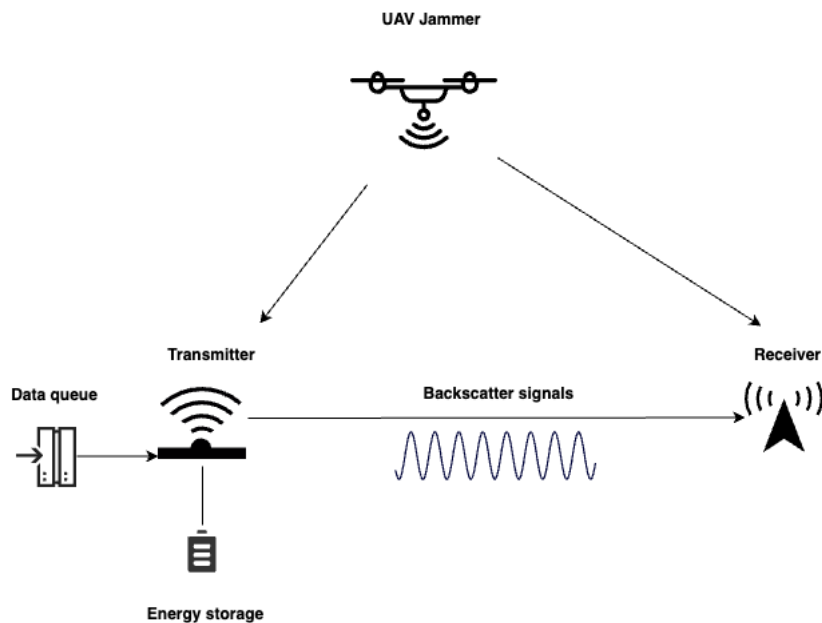 UAV Jammer
Transmitter
Receiver
Data queue
Backscatter signals
Energy storage